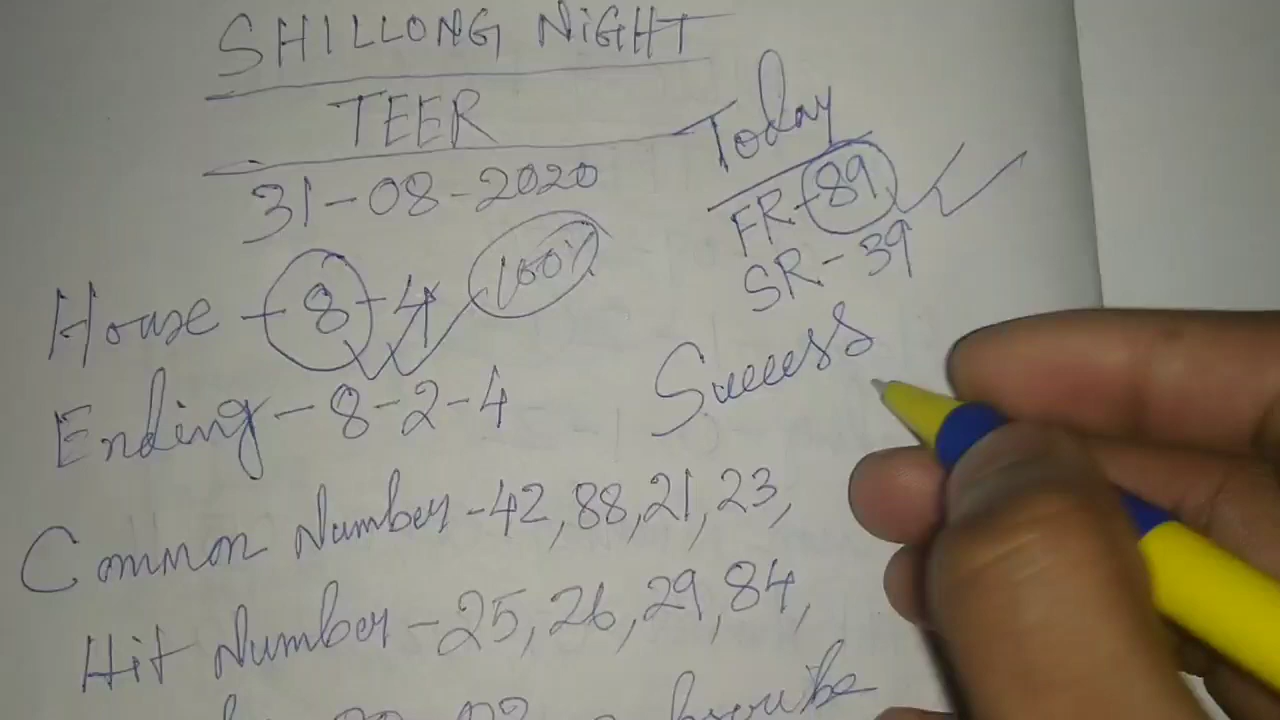 SHILLONG NiGHT
TEER
31-08-2020
Today
FR-89
SR-39
House-8-4 100%
Success
Ending-8-2-4
Common Number-42,88,21,23,
Hit Number-25,26,29,84,